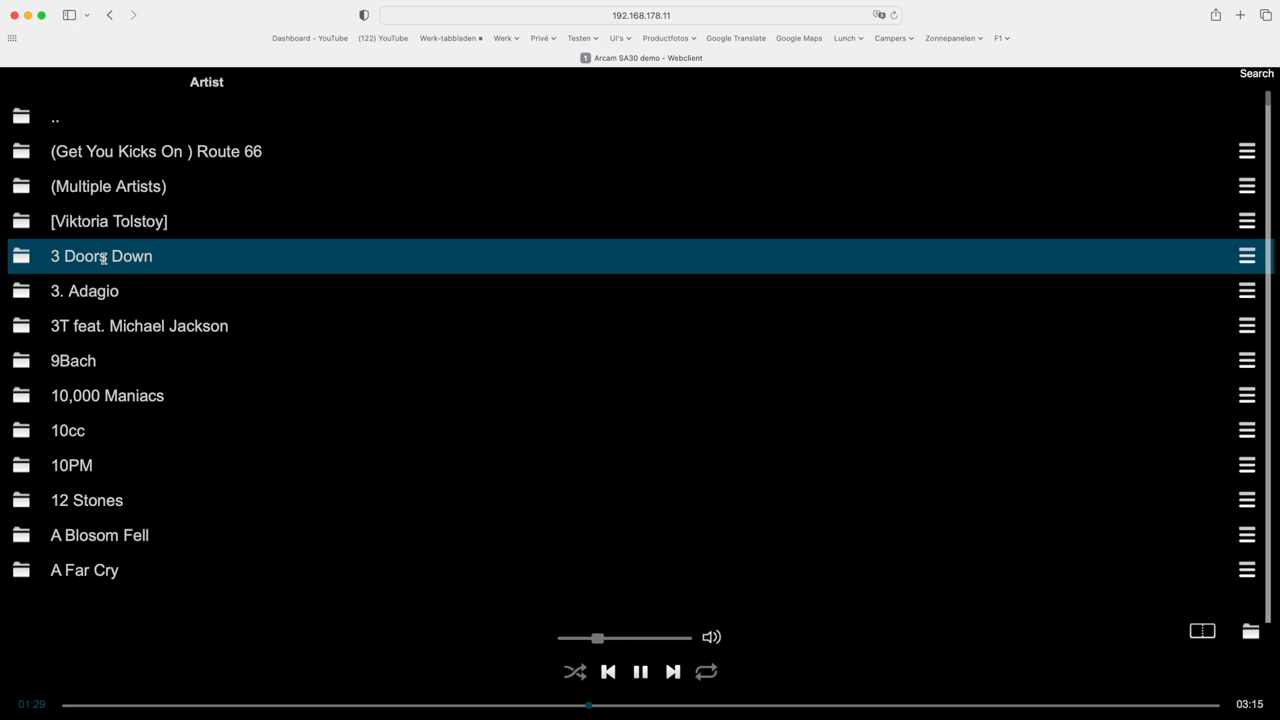 192.168.178.11
Dashboard - YouTube (122) YouTube Werk-tabbladen Werk Privé Testen UI's Productfotos Google Translate Google Maps Lunch Campers Zonnepanelen F1
1 Arcam SA30 demo - Webclient
Artist
Search
..
(Get You Kicks On ) Route 66
(Multiple Artists)
[Viktoria Tolstoy]
3 Doors Down
3. Adagio
3T feat. Michael Jackson
9Bach
10,000 Maniacs
10cc
10PM
12 Stones
A Blosom Fell
A Far Cry
01:29
03:15